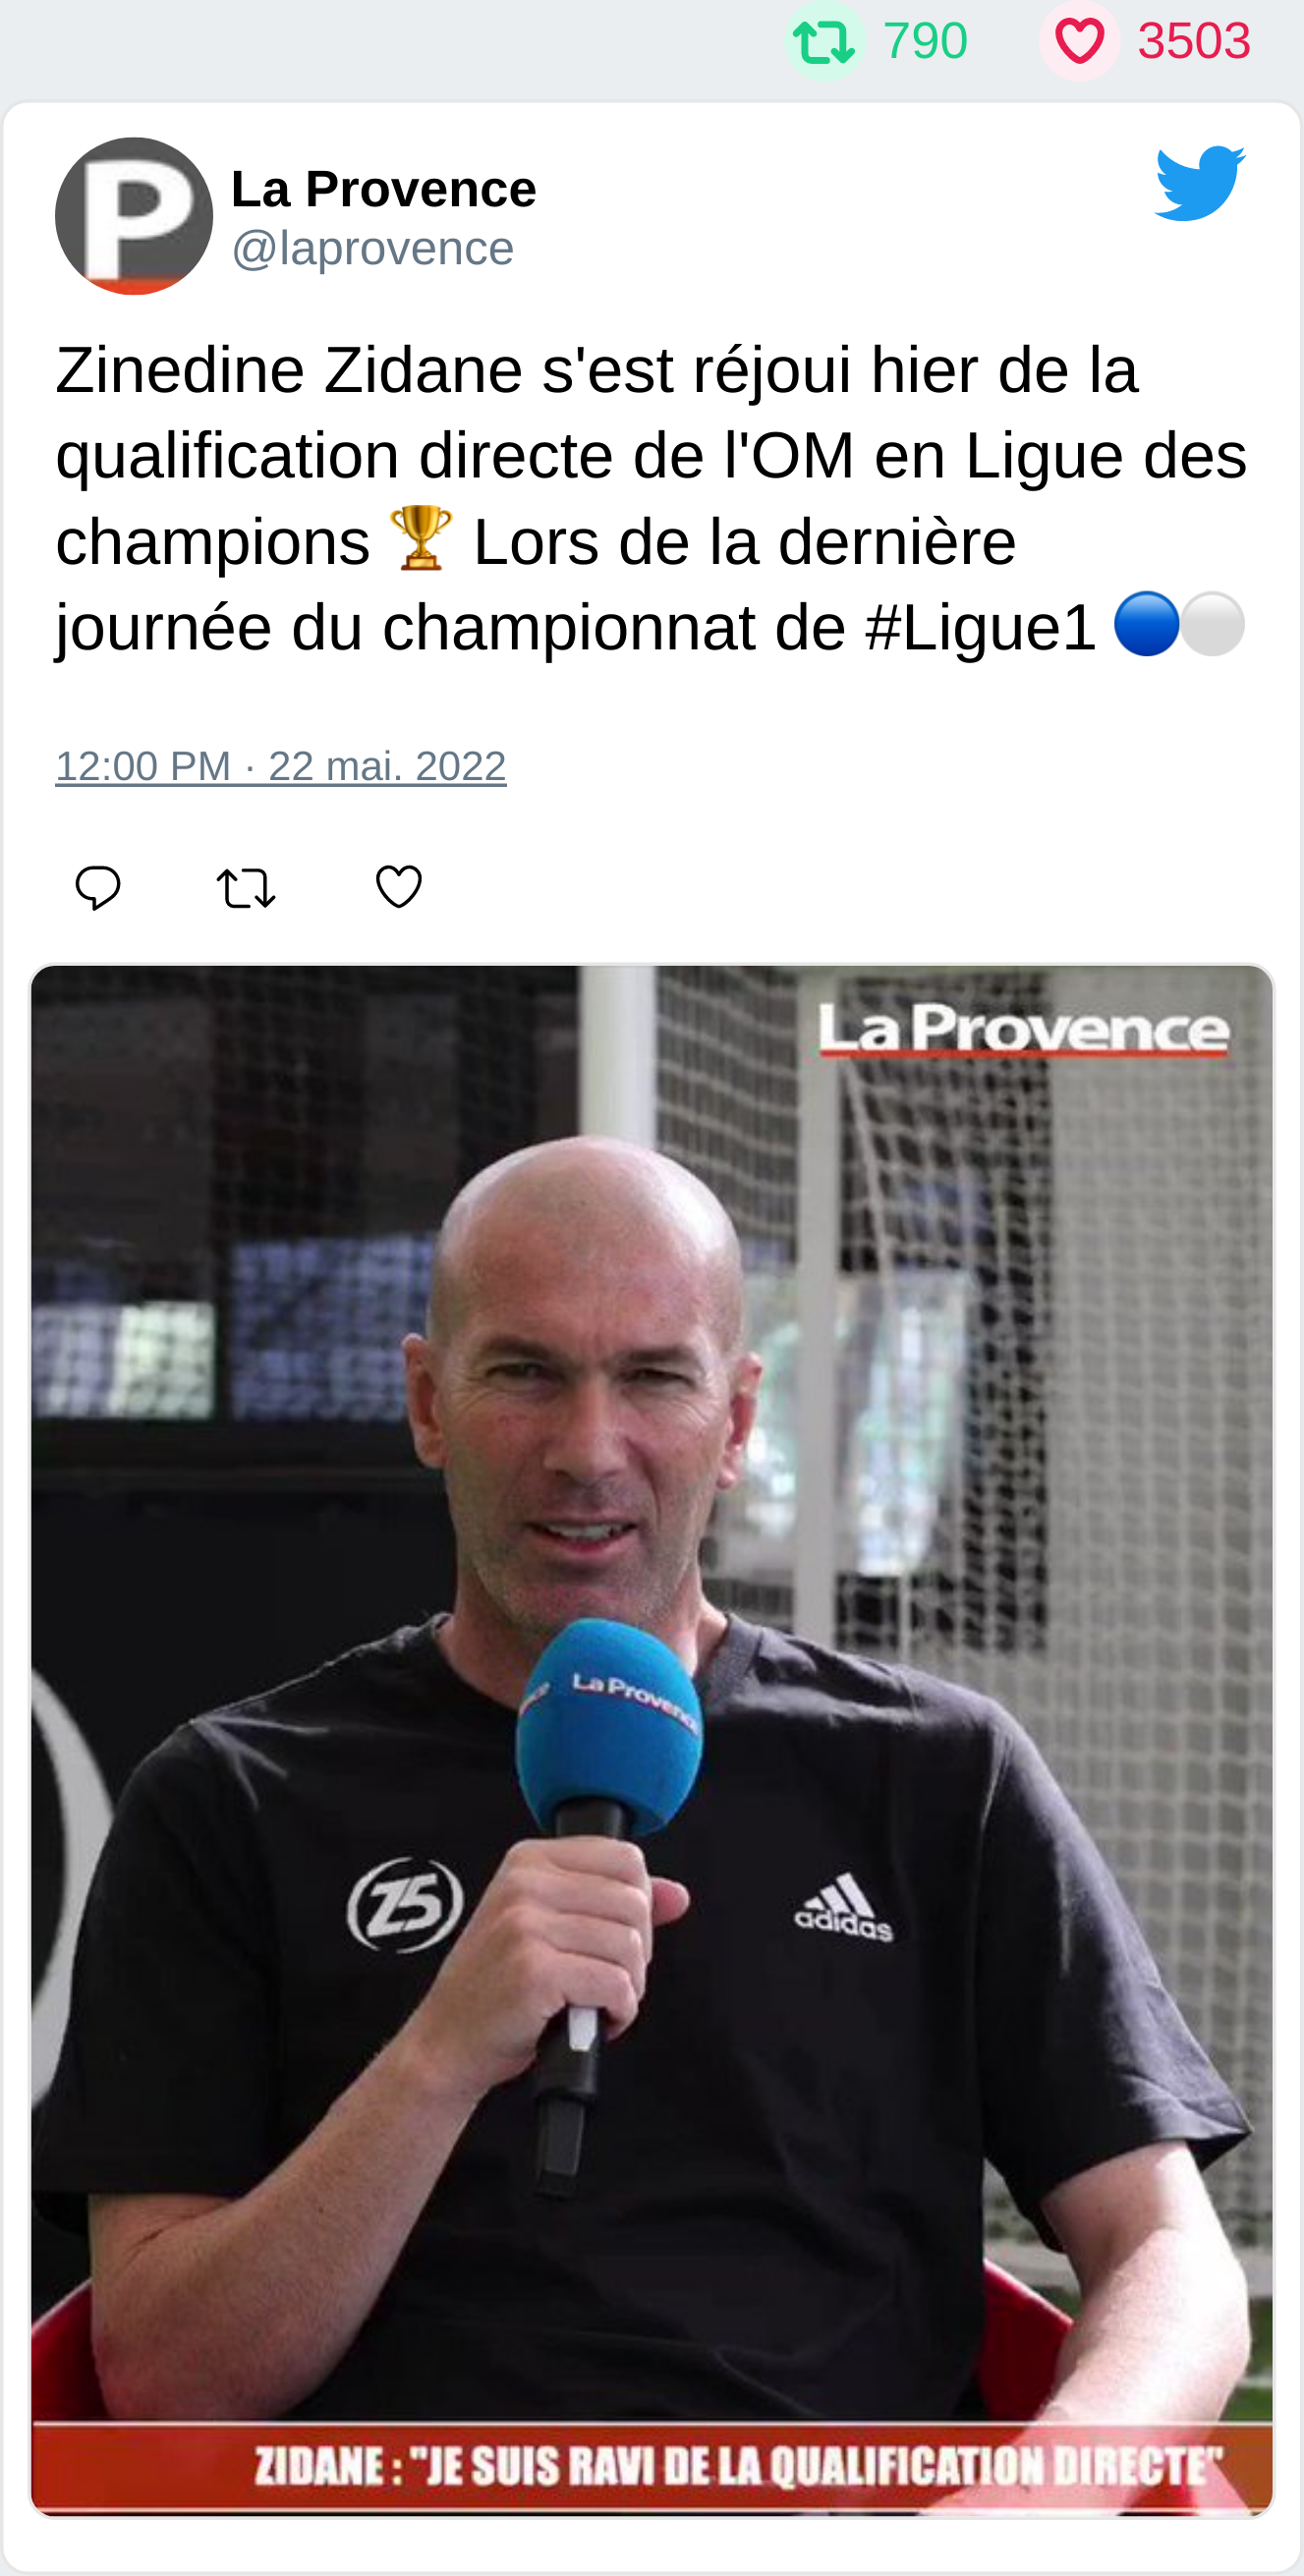 790 3503
La Provence
@laprovence
Zinedine Zidane s'est réjoui hier de la
qualification directe de l'OM en Ligue des
champions 🏆 Lors de la dernière
journée du championnat de #Ligue1 🔵⚪
12:00 PM · 22 mai. 2022
La Provence
La Provence
Z5
adidas
ZIDANE : "JE SUIS RAVI DE LA QUALIFICATION DIRECTE"